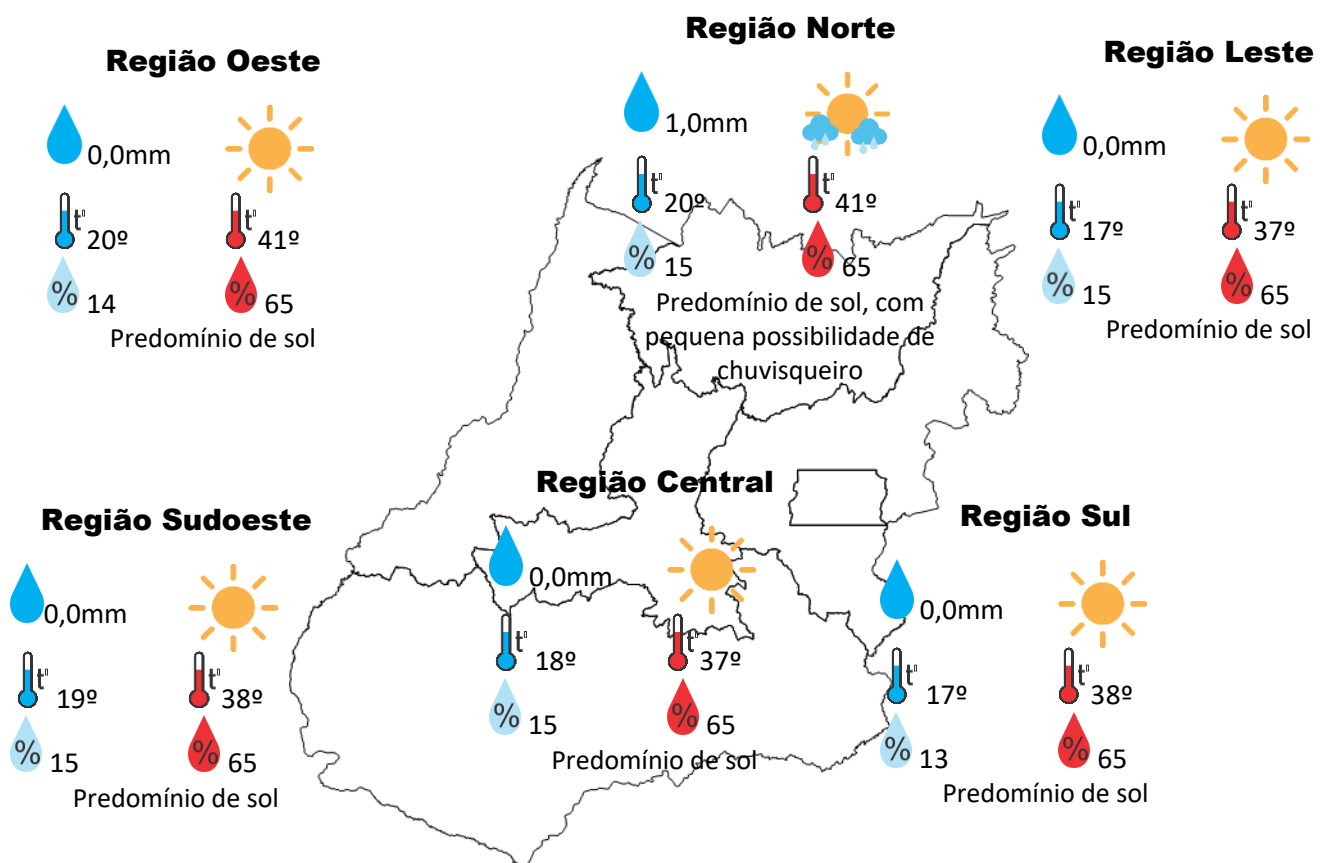 Região Oeste
0,0mm
t°
20º
t°
41º
%
14
%
65
Predomínio de sol
Região Norte
1,0mm
t°
20º
t°
41º
%
15
%
65
Predomínio de sol, com
pequena possibilidade de
chuvisqueiro
Região Leste
0,0mm
t°
17º
t°
37º
%
15
%
65
Predomínio de sol
Região Sudoeste
0,0mm
t°
19º
t°
38º
%
15
%
65
Predomínio de sol
Região Central
0,0mm
t°
18º
t°
37º
%
15
%
65
Predomínio de sol
Região Sul
0,0mm
t°
17º
t°
38º
%
13
%
65
Predomínio de sol